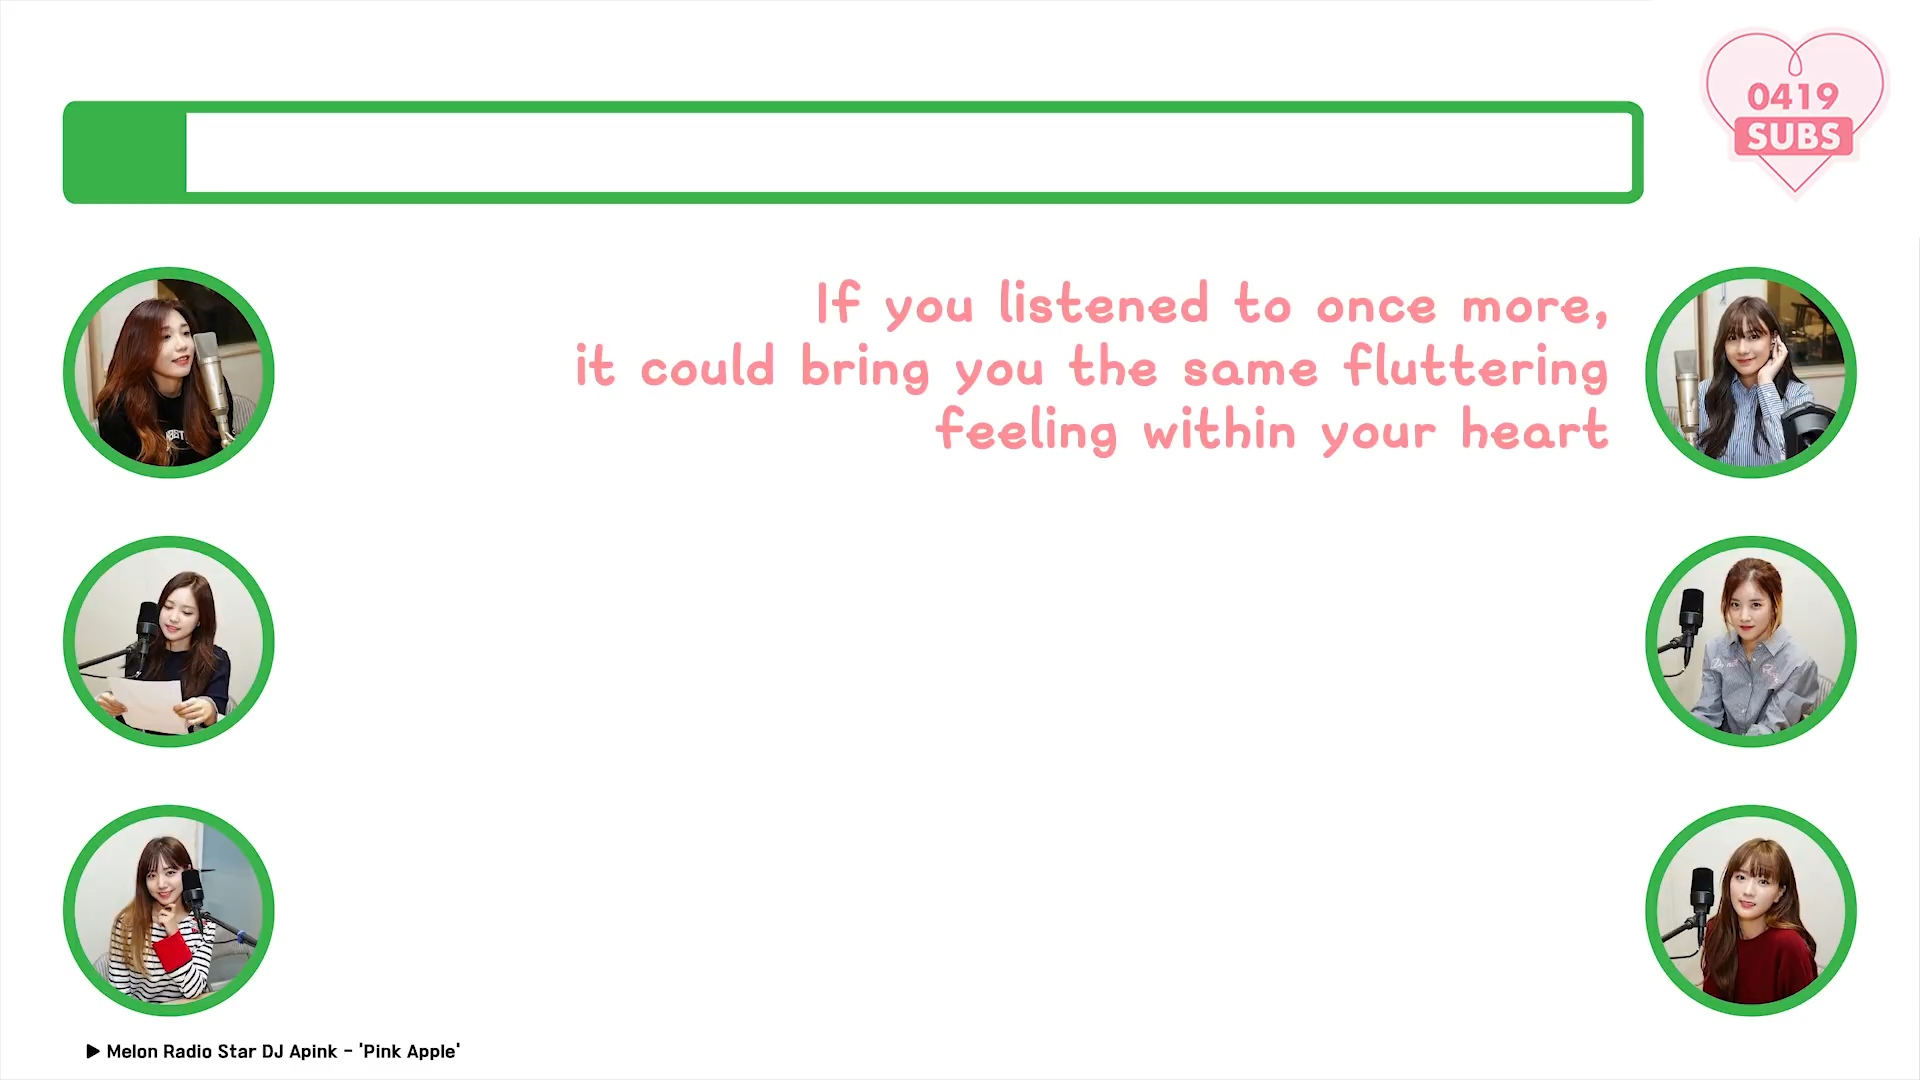 0419
SUBS
If you listened to once more,
it could bring you the same fluttering
feeling within your heart
▶ Melon Radio Star DJ Apink - 'Pink Apple'